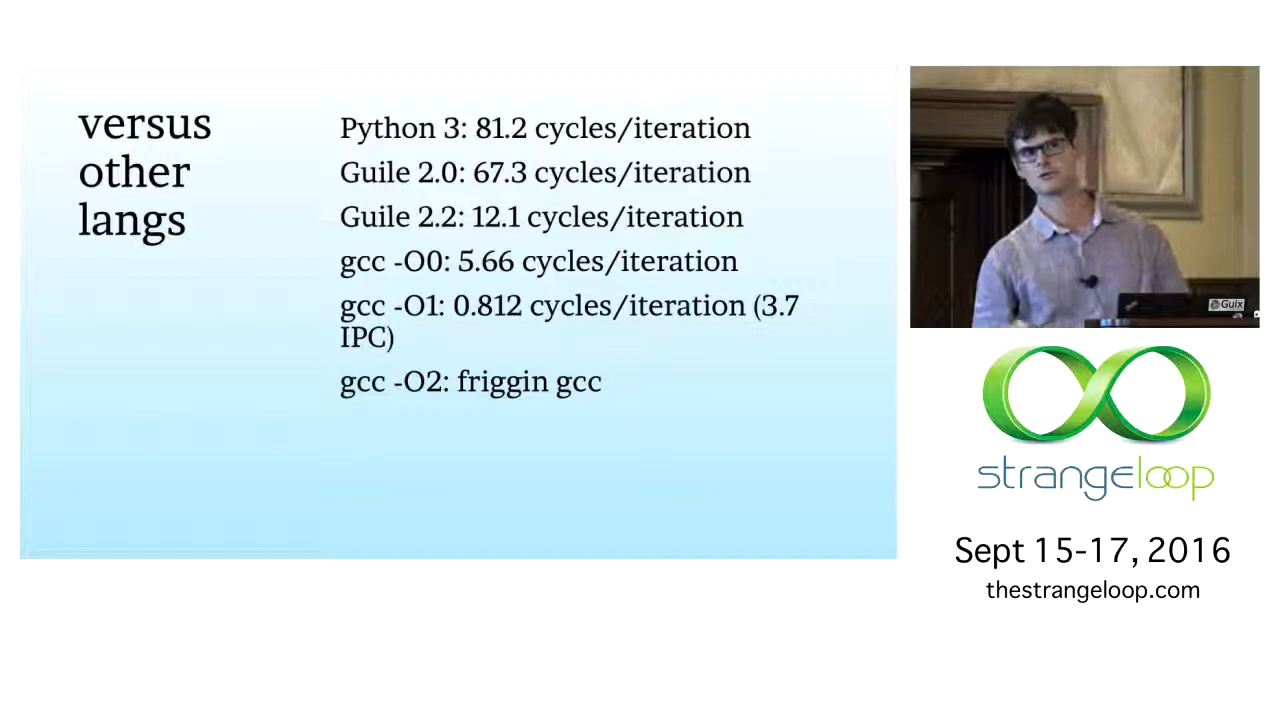 versus
other
langs
Python 3: 81.2 cycles/iteration
Guile 2.0: 67.3 cycles/iteration
Guile 2.2: 12.1 cycles/iteration
gcc -O0: 5.66 cycles/iteration
gcc -O1: 0.812 cycles/iteration (3.7
IPC)
gcc -O2: friggin gcc
Guix
strangeloop
Sept 15-17, 2016
thestrangeloop.com